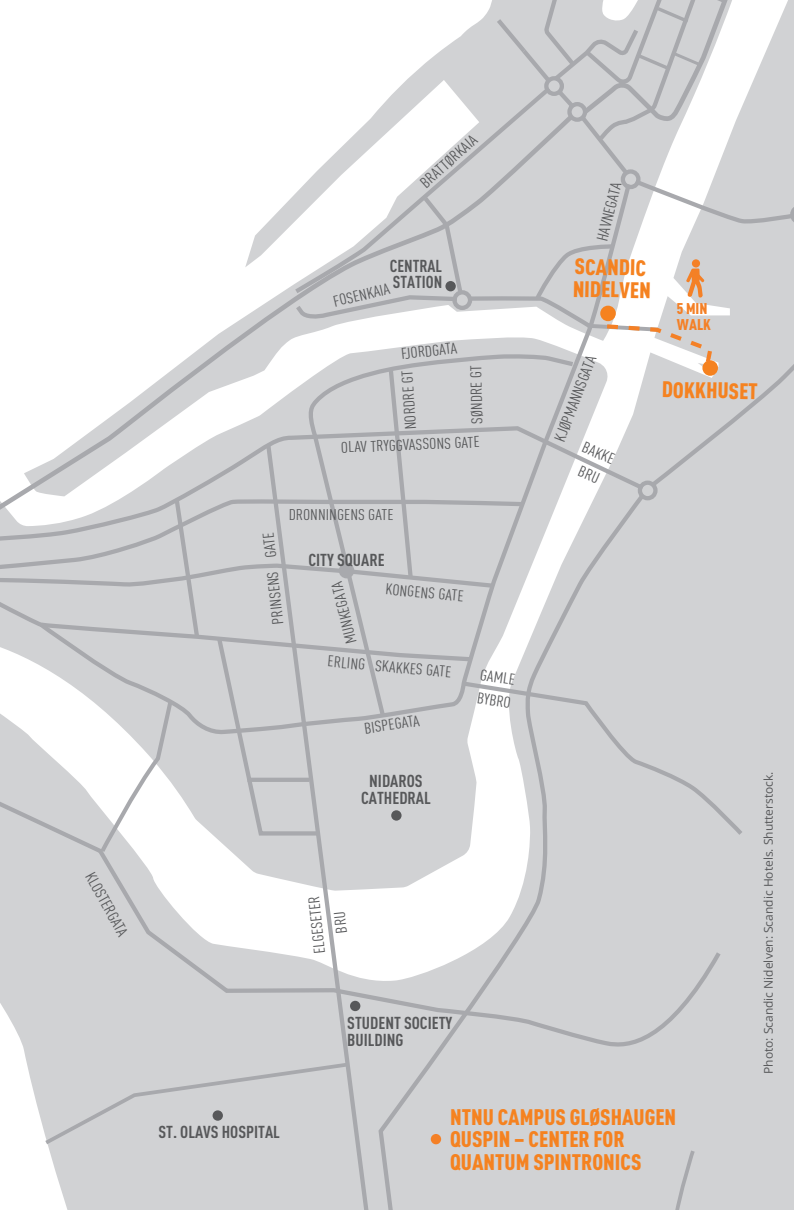 BRATTØRKAIA
HAVNEGATA
CENTRAL
STATION
FOSENKAIA
SCANDIC
NIDELVEN
5 MIN
WALK
DOKKHUSET
FJORDGATA
NORDRE GT
SØNDRE GT
KJØPMANNSGATA
OLAV TRYGGVASSONS GATE
BAKKE
BRU
DRONNINGENS GATE
PRINSENS GATE
CITY SQUARE
MUNKEGATA
KONGENS GATE
ERLING SKAKKES GATE
GAMLE
BYBRO
BISPEGATA
NIDAROS
CATHEDRAL
KLOSTERGATA
ELGESETER
BRU
STUDENT SOCIETY
BUILDING
ST. OLAVS HOSPITAL
NTNU CAMPUS GLØSHAUGEN
QUSPIN – CENTER FOR
QUANTUM SPINTRONICS
Photo: Scandic Nidelven: Scandic Hotels. Shutterstock.